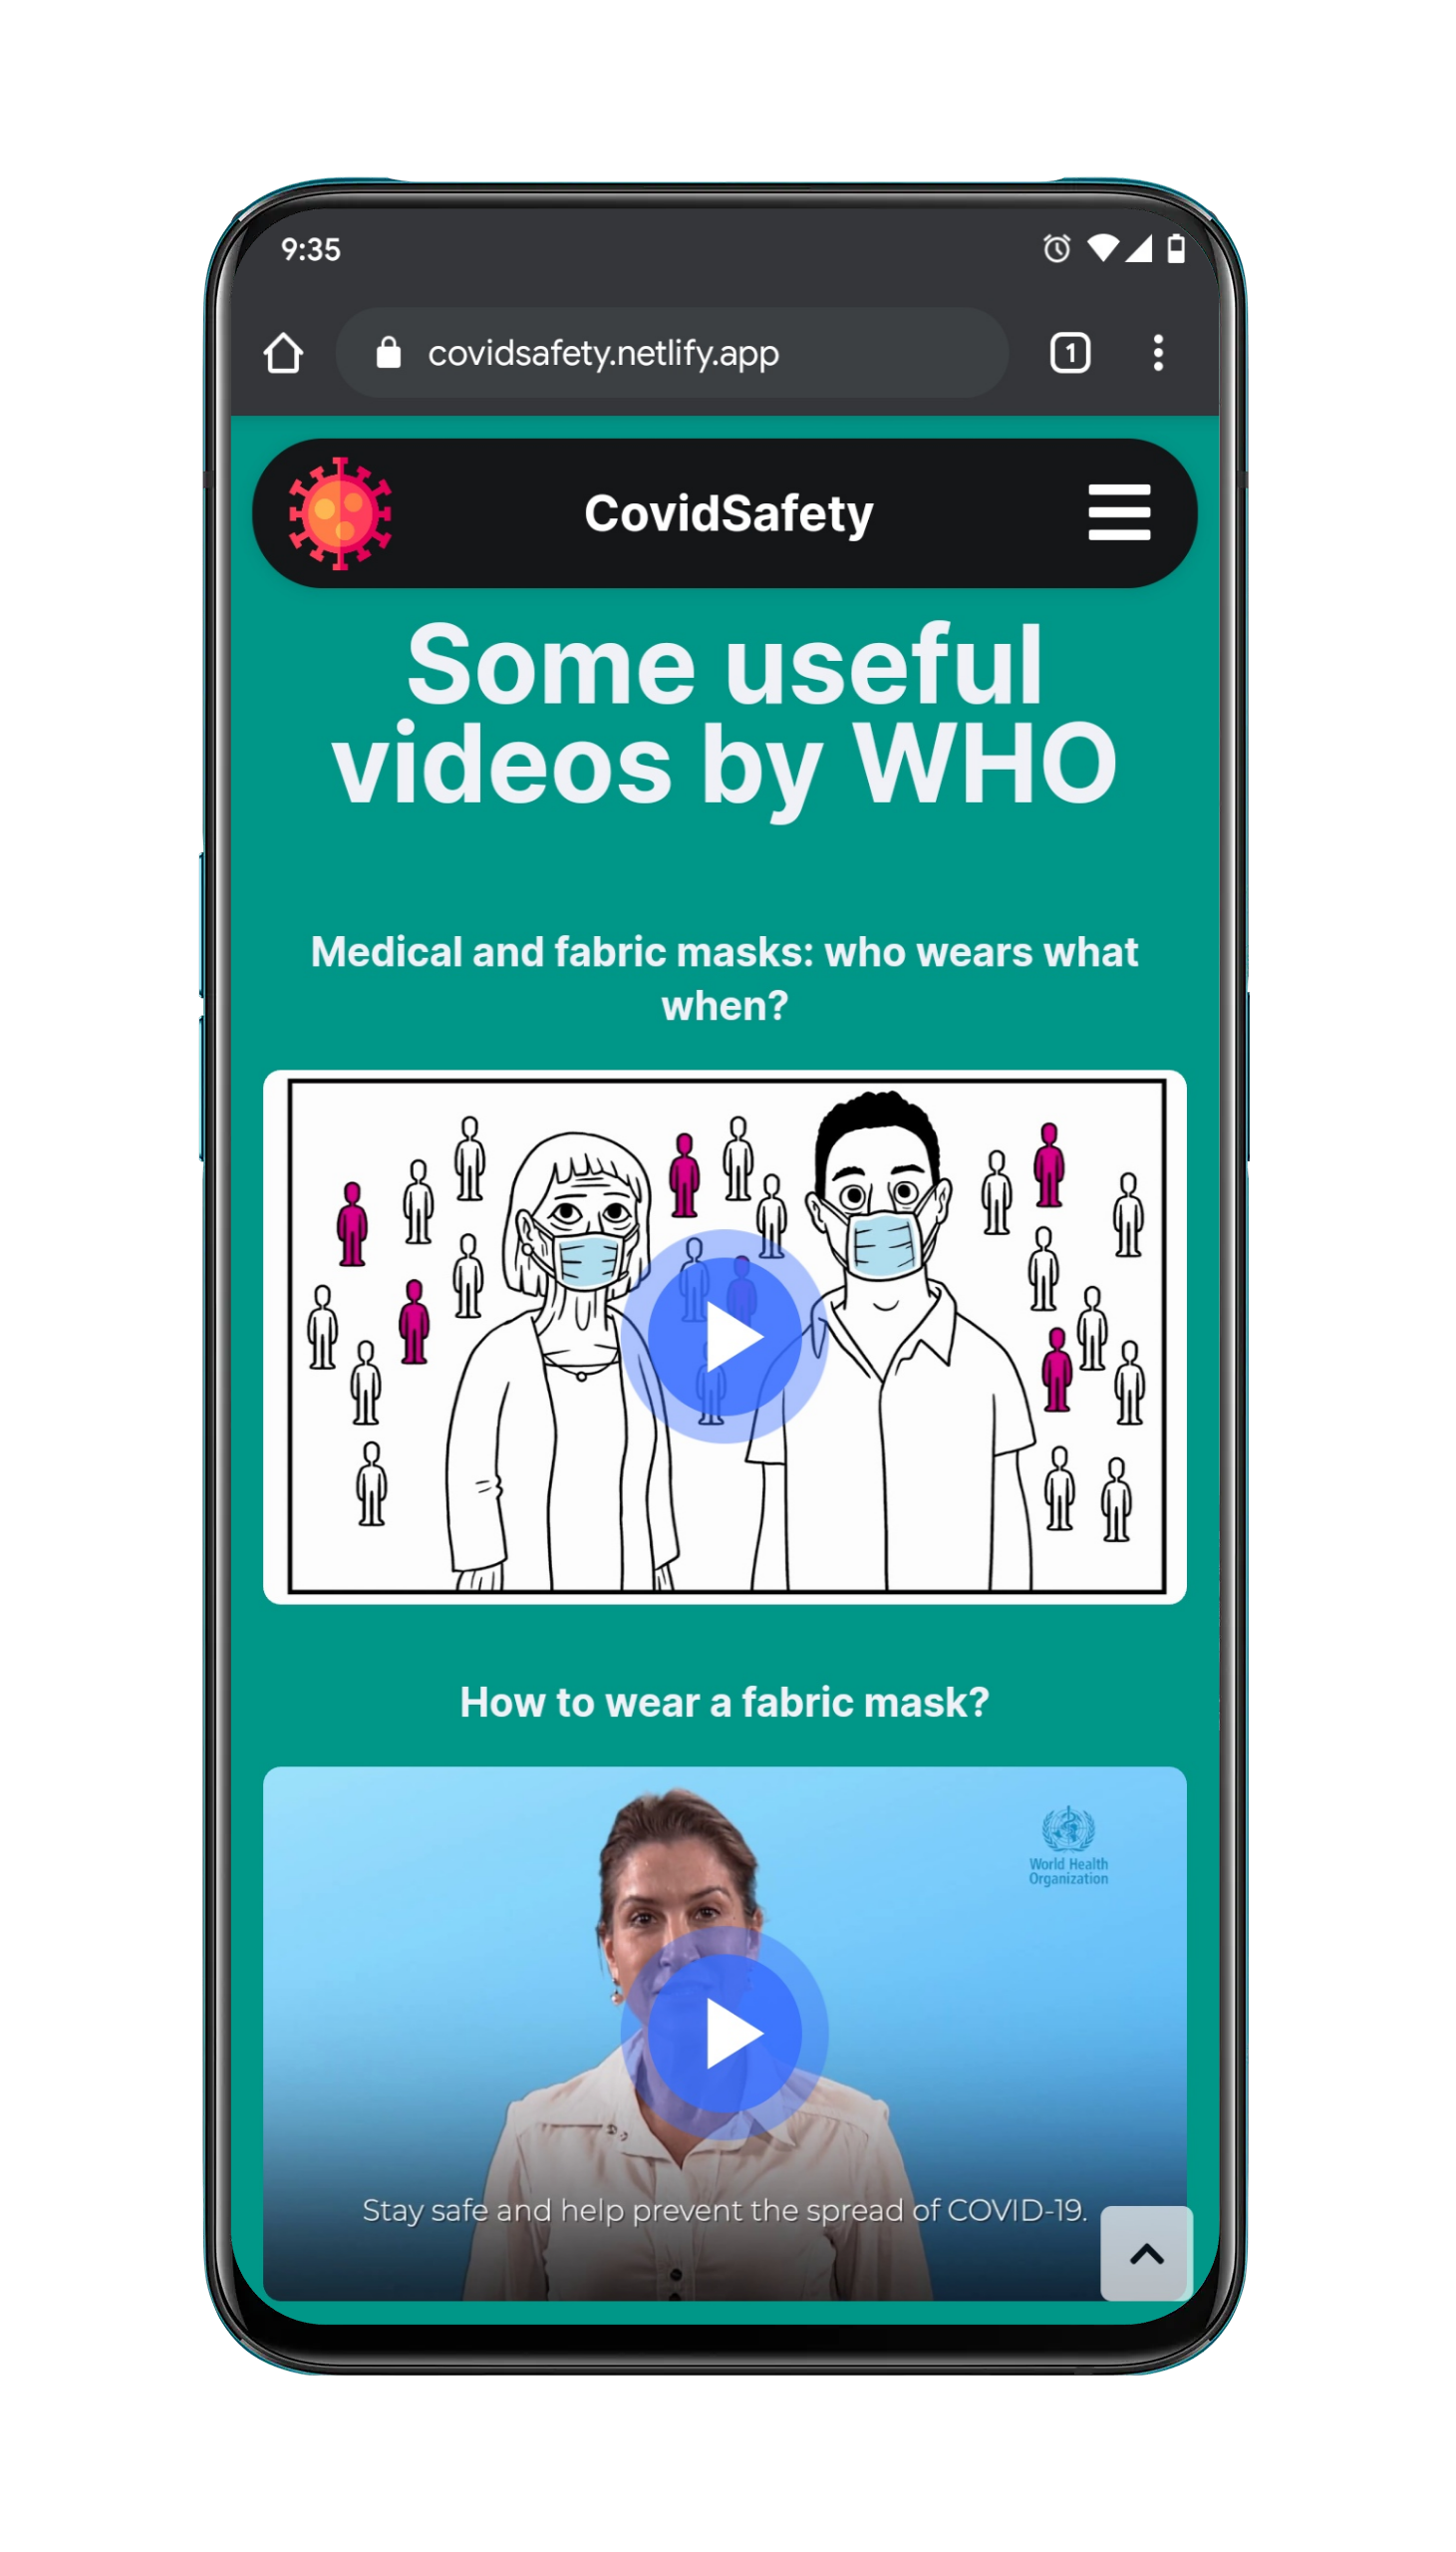 9:35
covidsafety.netlify.app
1
CovidSafety
Some useful
videos by WHO
Medical and fabric masks: who wears what
when?
How to wear a fabric mask?
World Health
Organization
Stay safe and help prevent the spread of COVID-19.